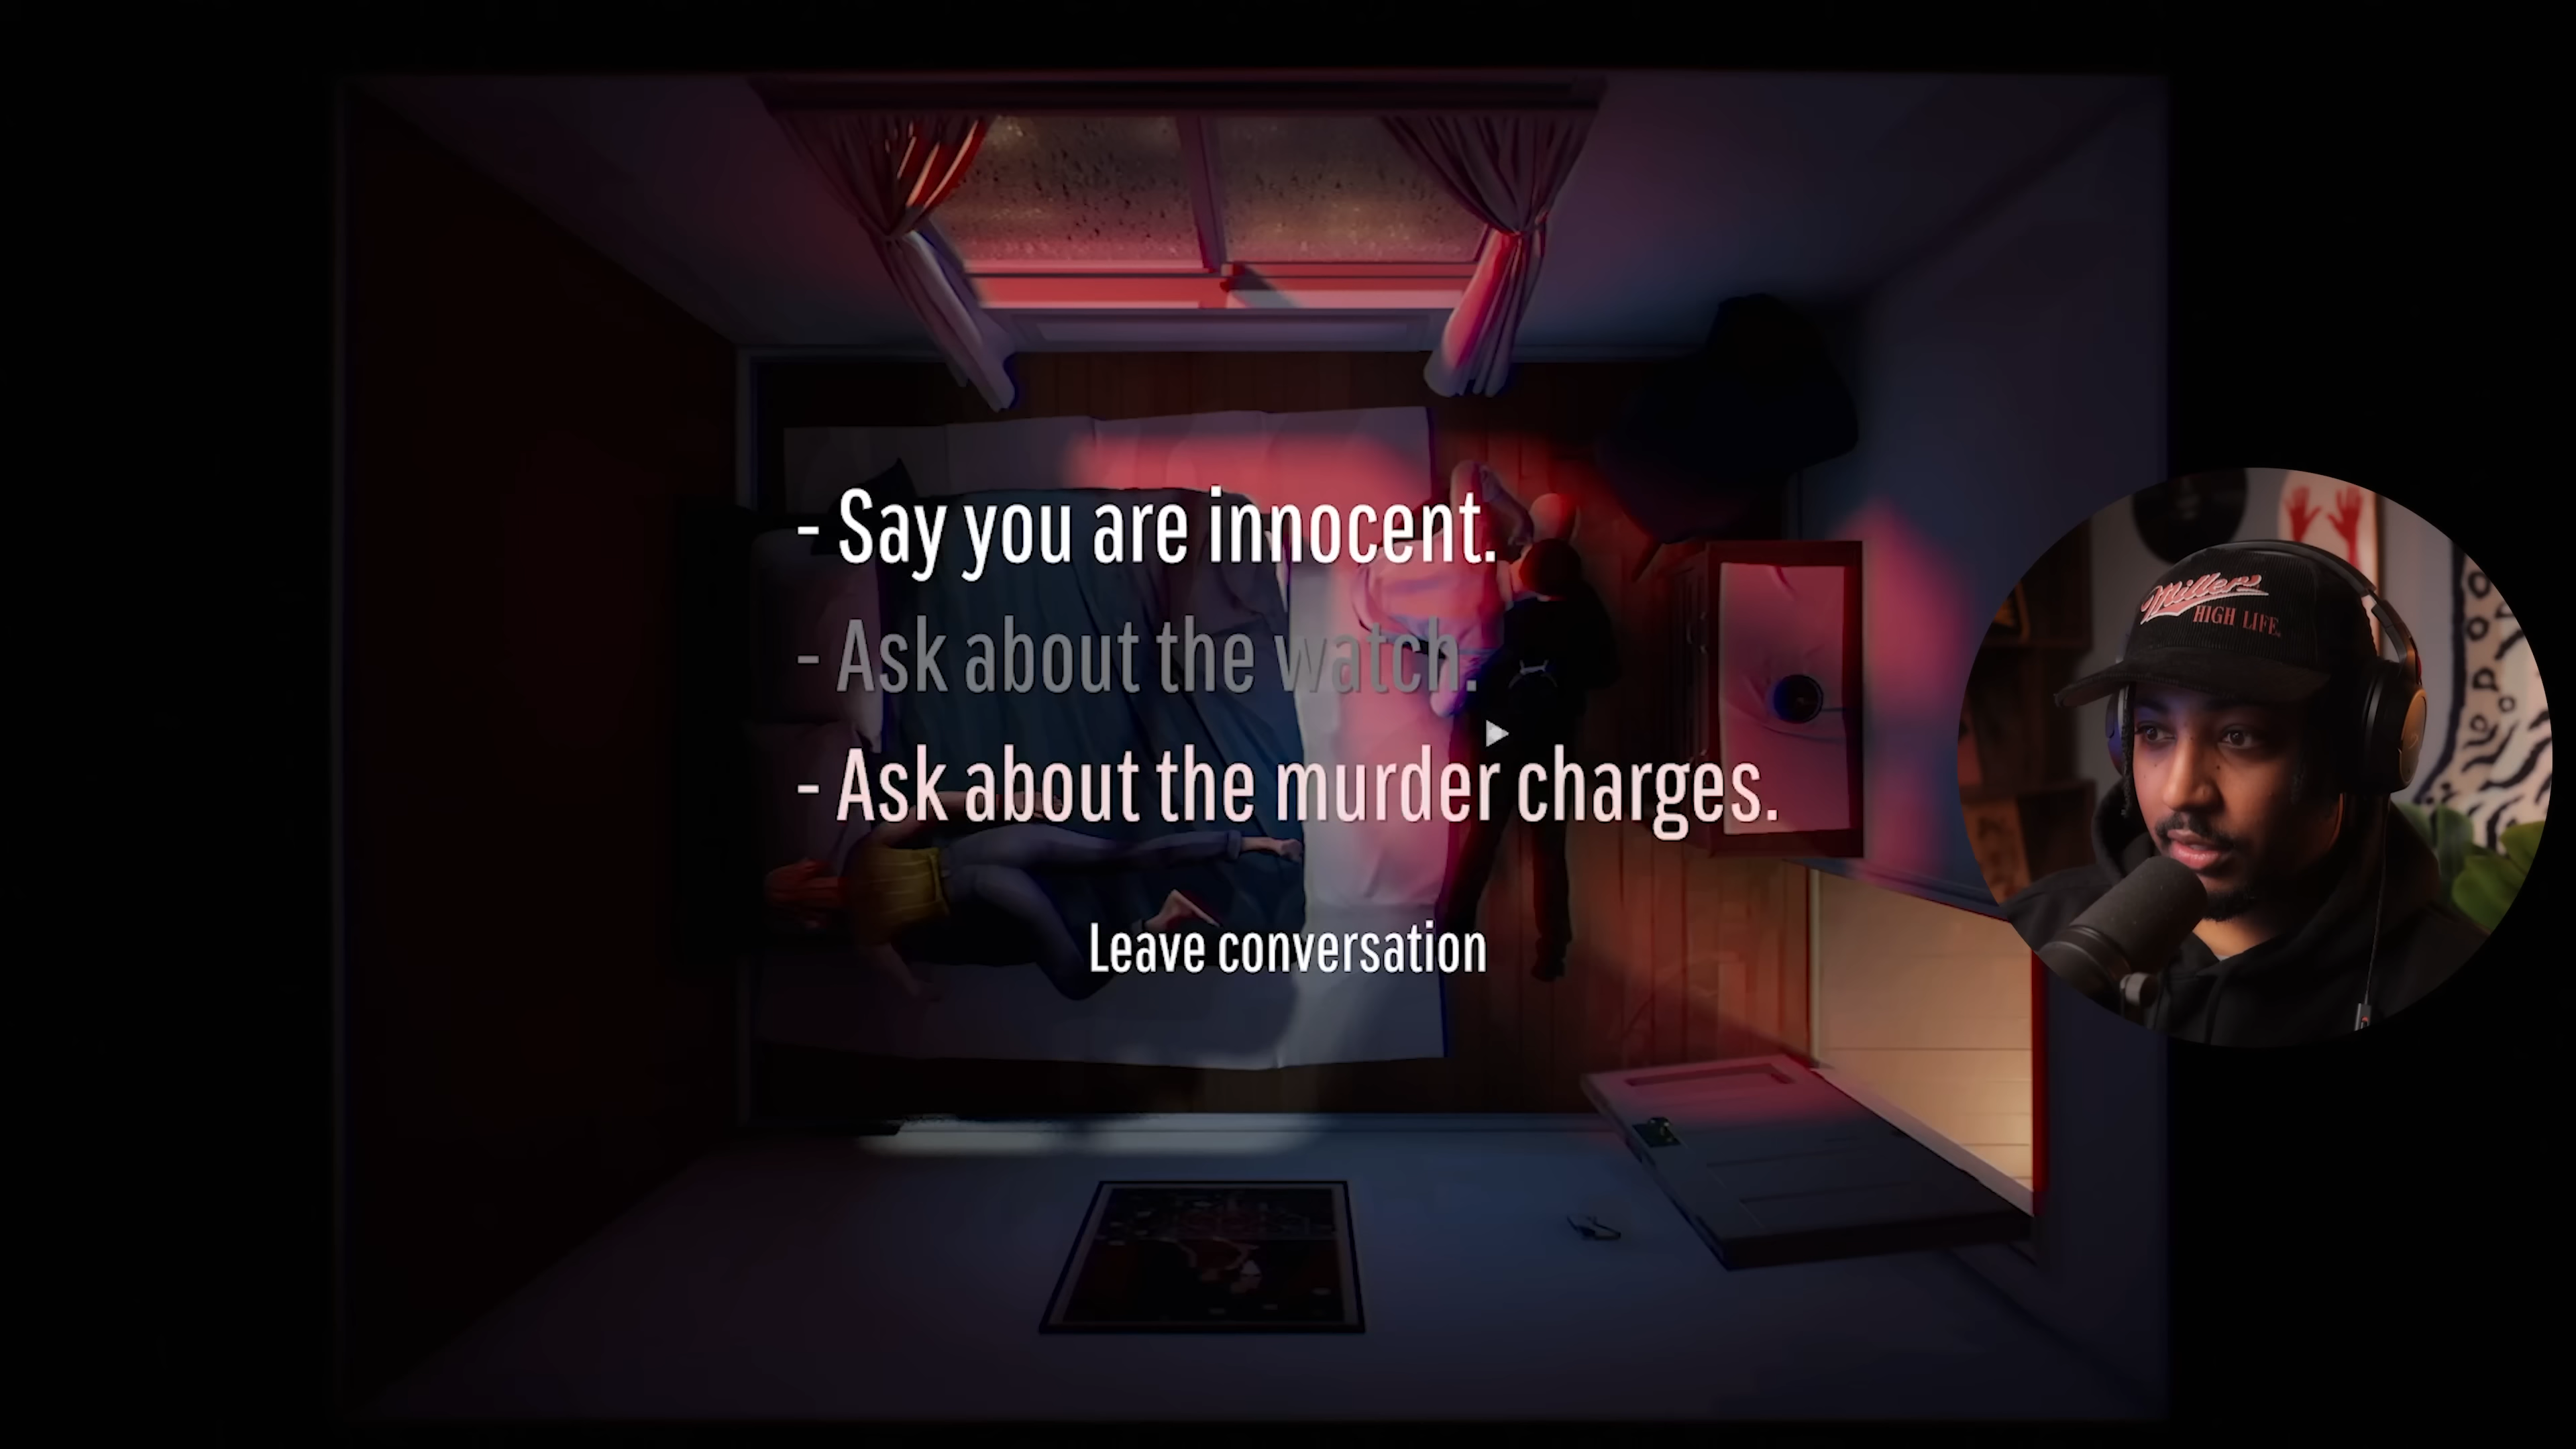 - Say you are innocent.
- Ask about the watch.
- Ask about the murder charges.
Leave conversation
Miller
HIGH LIFE